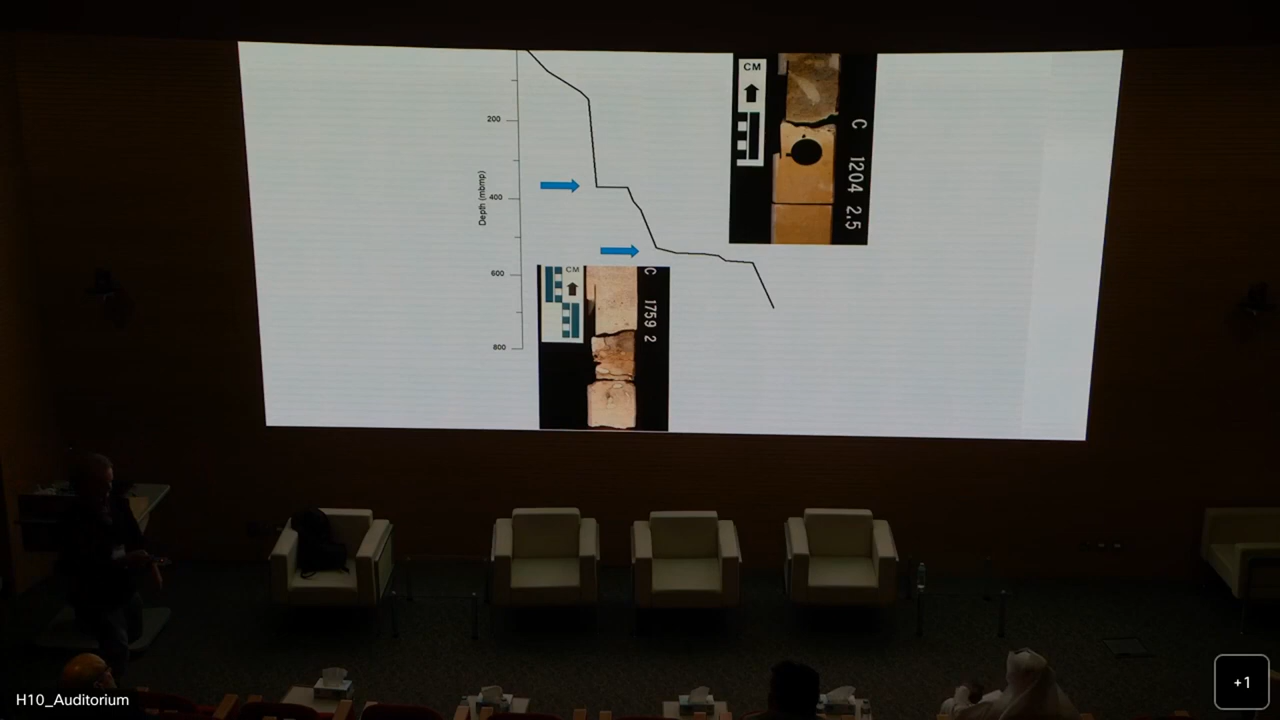 200
400
600
800
Depth (mbmp)
CM
C 1204 2.5
CM
C 1759 2
H10_Auditorium
+1